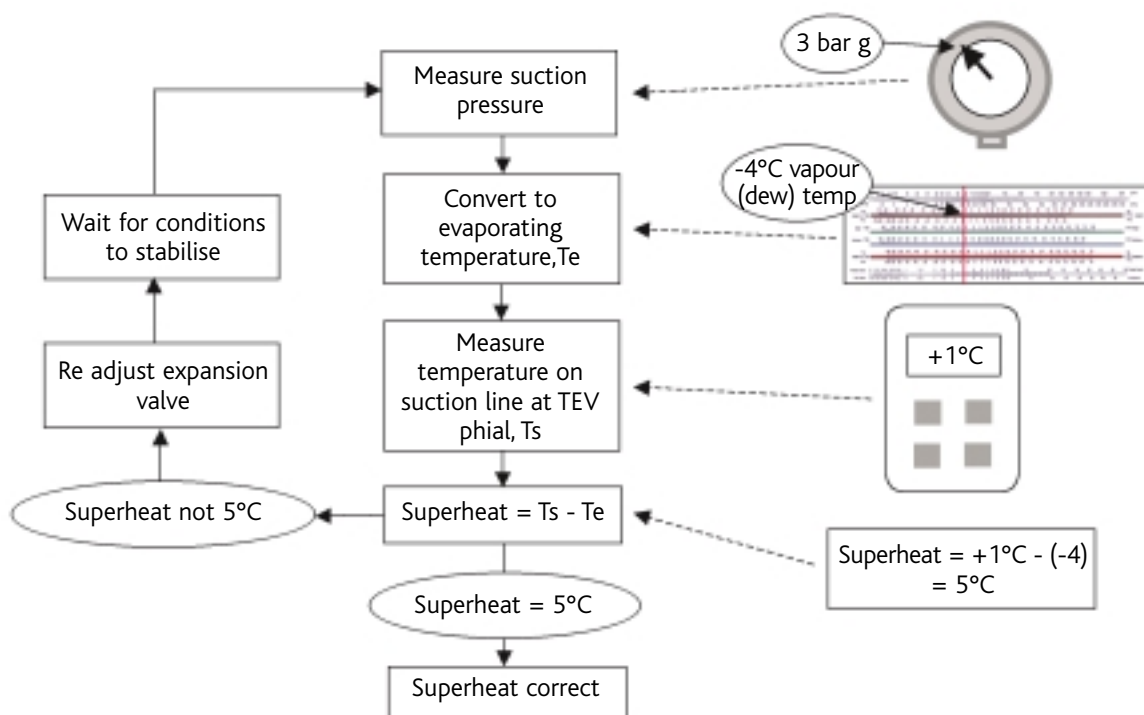 3 bar g
Measure suction
pressure
-4°C vapour
(dew) temp
Convert to
evaporating
temperature,Te
Wait for conditions
to stabilise
Measure
temperature on
suction line at TEV
phial, Ts
+1°C
Re adjust expansion
valve
Superheat not 5°C
Superheat = Ts - Te
Superheat = +1°C - (-4)
= 5°C
Superheat = 5°C
Superheat correct